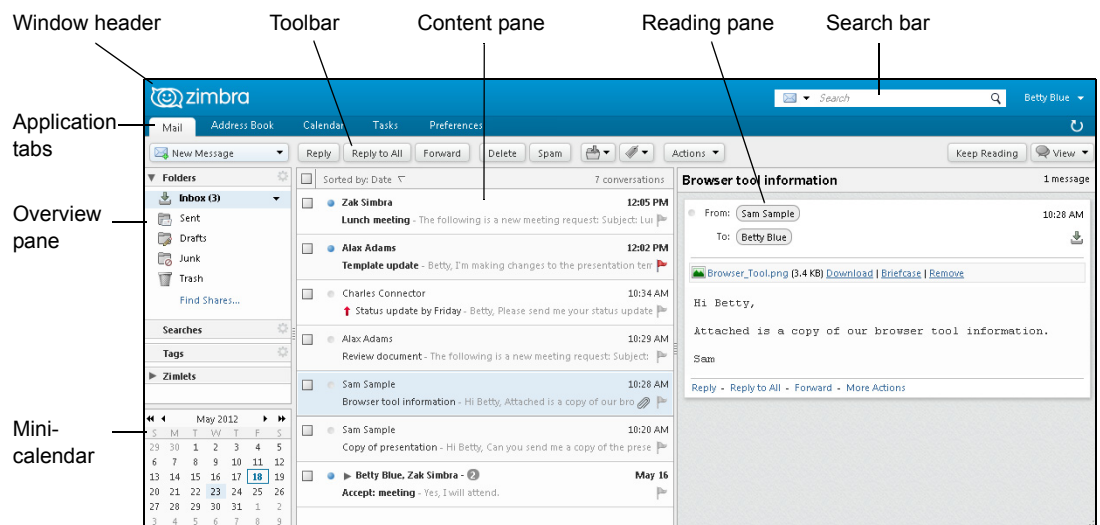 Window header
Toolbar
Content pane
Reading pane
Search bar
zimbra
Search
Betty Blue
Application tabs
Mail
Address Book
Calendar
Tasks
Preferences
New Message
Reply
Reply to All
Forward
Delete
Spam
Actions
Keep Reading
View
Overview pane
Folders
Inbox (3)
Sent
Drafts
Junk
Trash
Find Shares...
Searches
Tags
Zimlets
Mini-calendar
May 2012
S M T W T F S
29 30 1 2 3 4 5
6 7 8 9 10 11 12
13 14 15 16 17 18 19
20 21 22 23 24 25 26
27 28 29 30 31 1 2
3 4 5 6 7 8 9
Sorted by: Date
7 conversations
Zak Simbra 12:05 PM
Lunch meeting - The following is a new meeting request: Subject: Lu
Alax Adams 12:02 PM
Template update - Betty, I'm making changes to the presentation tem
Charles Connector 10:34 AM
Status update by Friday - Betty, Please send me your status update
Alax Adams 10:29 AM
Review document - The following is a new meeting request: Subject:
Sam Sample 10:28 AM
Browser tool information - Hi Betty, Attached is a copy of our bro
Sam Sample 10:20 AM
Copy of presentation - Hi Betty, Can you send me a copy of the prese
Betty Blue, Zak Simbra - 2 May 16
Accept: meeting - Yes, I will attend.
Browser tool information
1 message
From: Sam Sample 10:28 AM
To: Betty Blue
Browser_Tool.png (3.4 KB) Download | Briefcase | Remove
Hi Betty,
Attached is a copy of our browser tool information.
Sam
Reply - Reply to All - Forward - More Actions